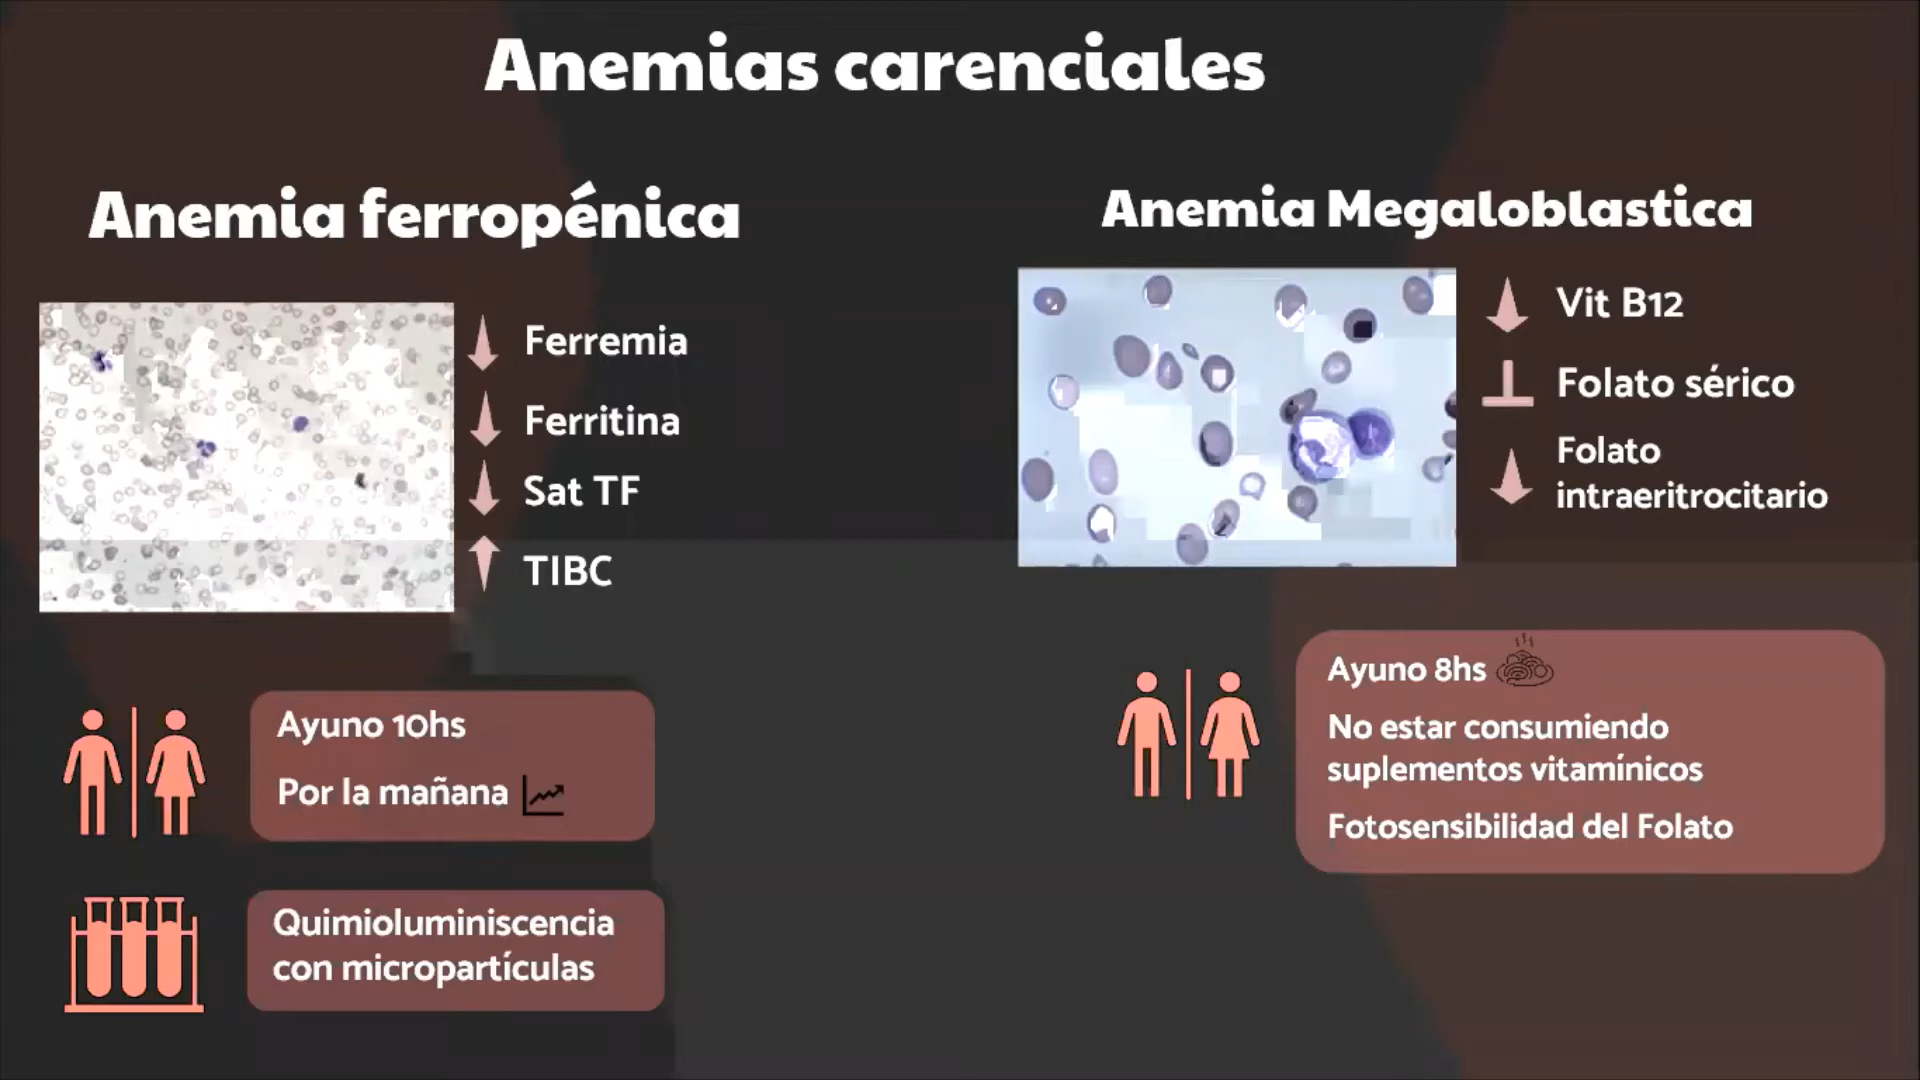 Anemias carenciales
Anemia ferropénica
Ferremia
Ferritina
Sat TF
TIBC
Ayuno 10hs
Por la mañana
Quimioluminiscencia
con micropartículas
Anemia Megaloblastica
Vit B12
Folato sérico
Folato
intraeritrocitario
Ayuno 8hs
No estar consumiendo
suplementos vitamínicos
Fotosensibilidad del Folato